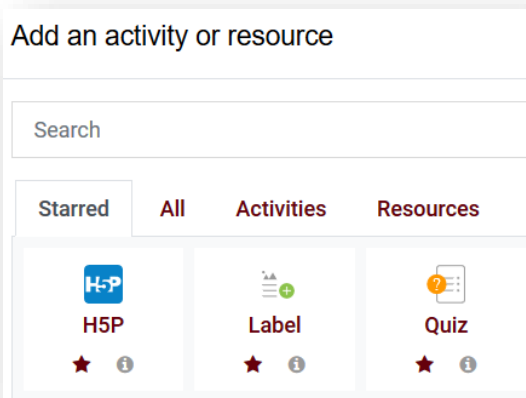 Add an activity or resource
Search
Starred All Activities Resources
H5P
?
H5P Label Quiz